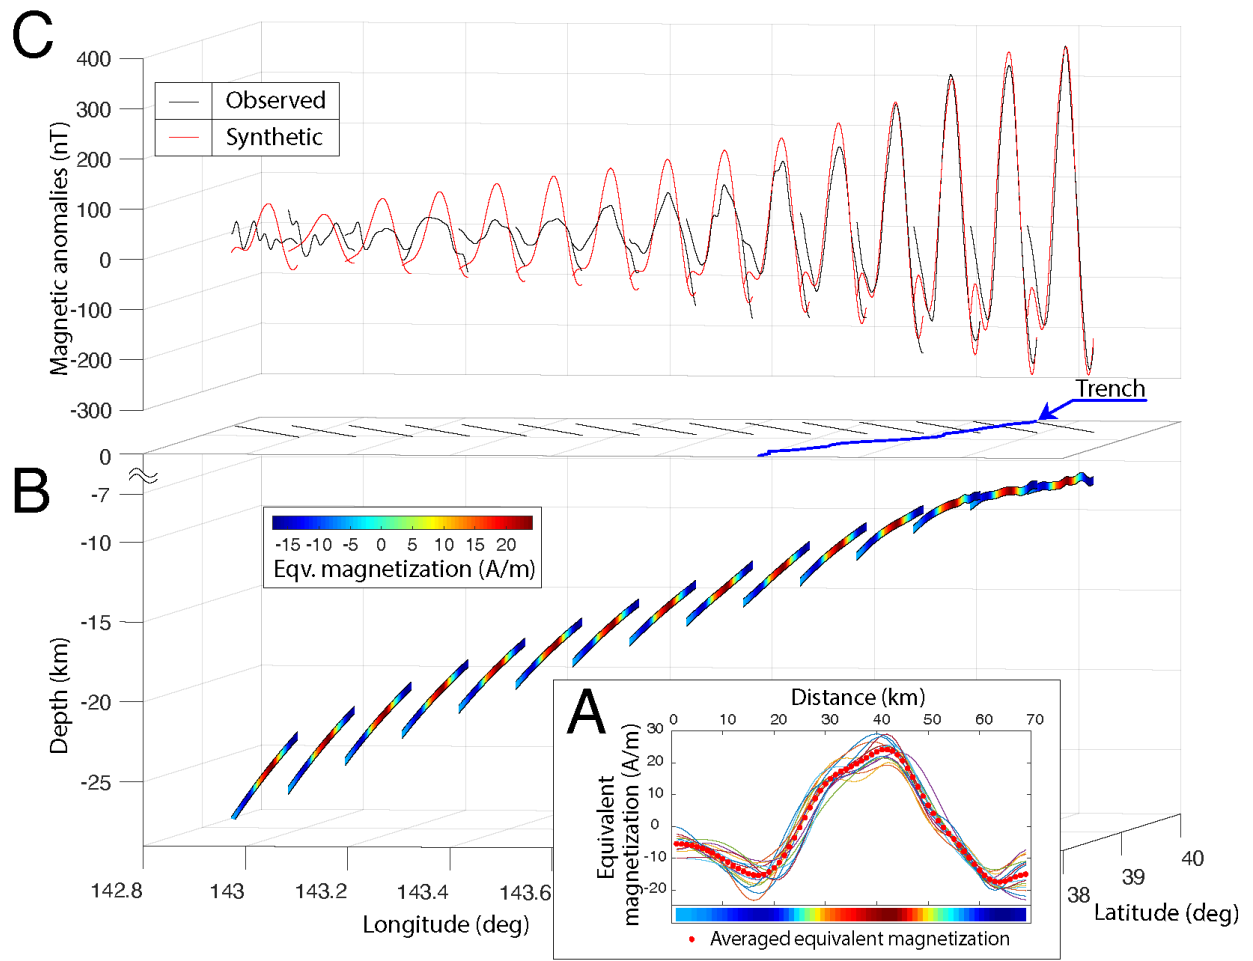 C
400
300
200
100
0
-100
-200
-300
Magnetic anomalies (nT)
Observed
Synthetic
Trench
B
0
-7
-10
-15
-20
-25
Depth (km)
-15 -10 -5 0 5 10 15 20
Eqv. magnetization (A/m)
A
Distance (km)
0 10 20 30 40 50 60 70
30
20
10
0
-10
-20
Equivalent
magnetization (A/m)
Averaged equivalent magnetization
142.8 143 143.2 143.4 143.6
Longitude (deg)
38 39 40
Latitude (deg)